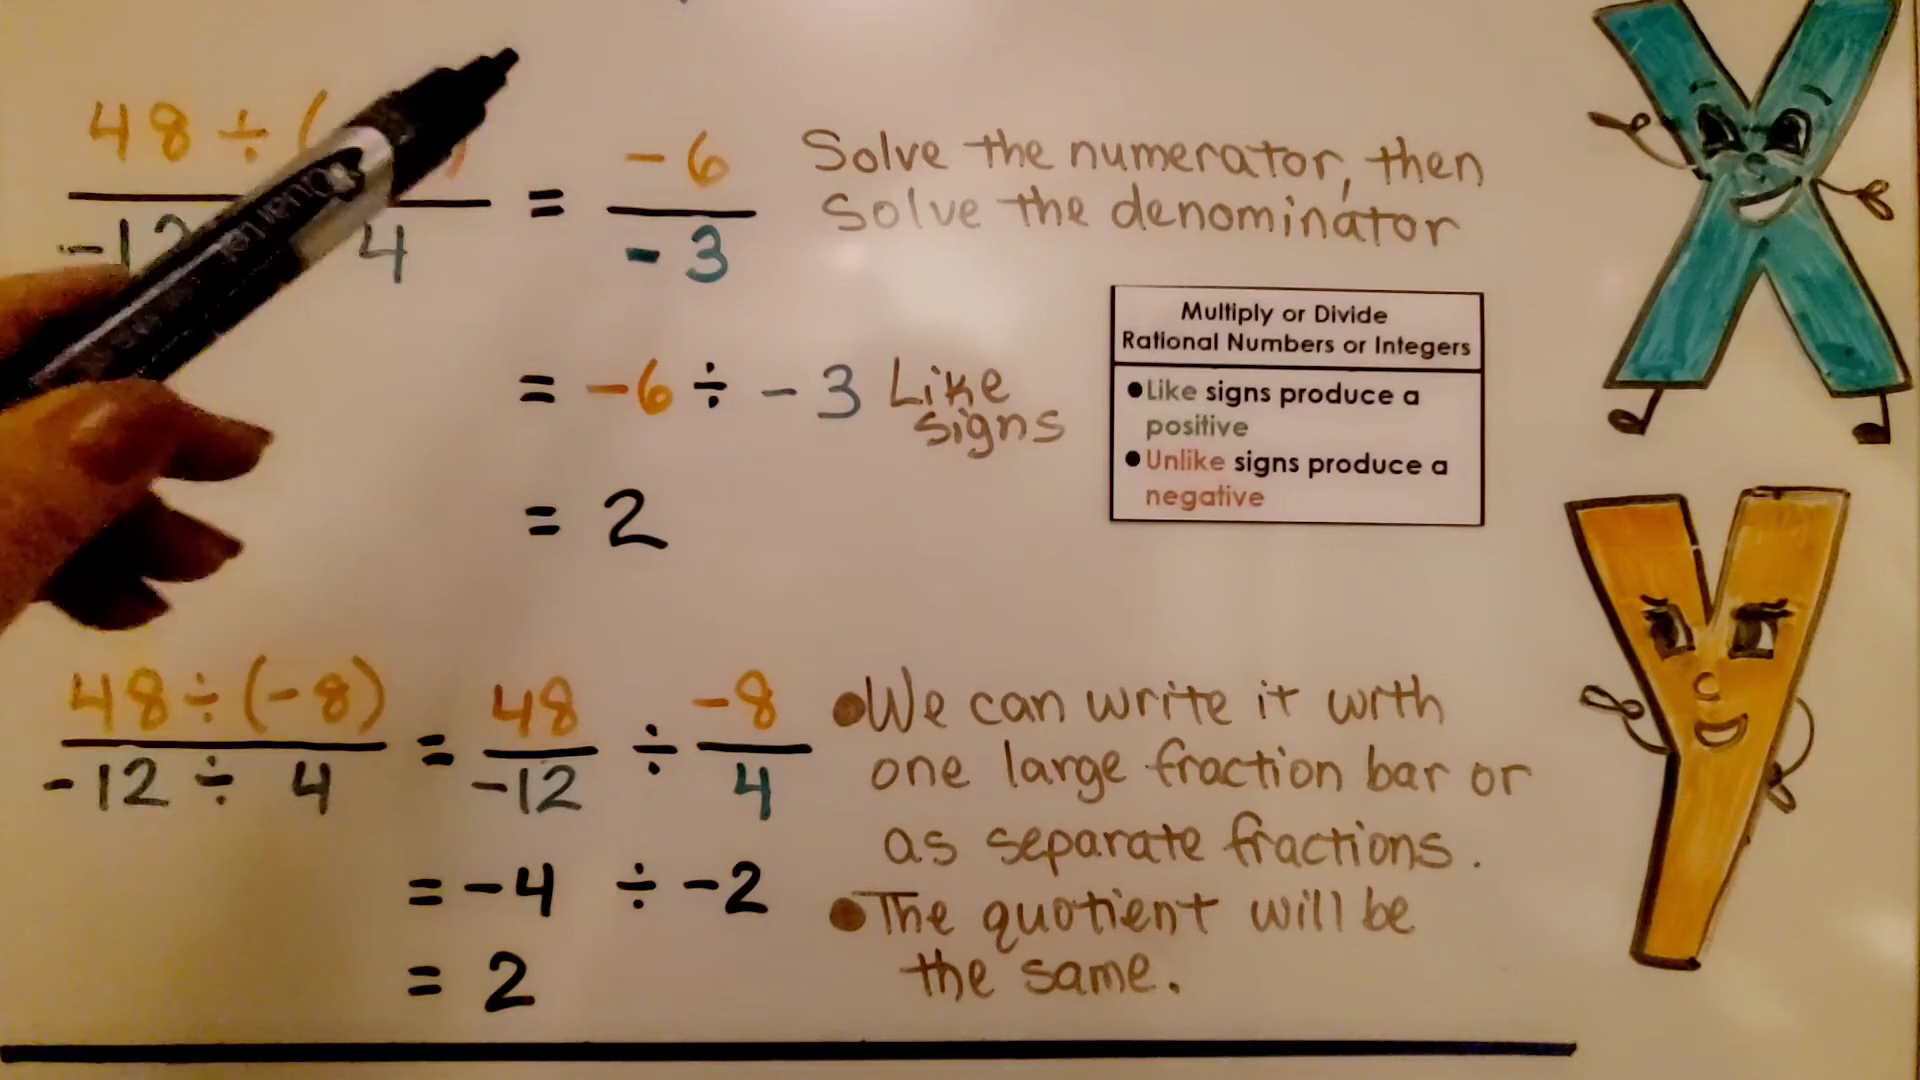 48 ÷ (
-12 4
= -6
- 3
Solve the numerator, then
Solve the denominator
= -6 ÷ - 3 Like
signs
= 2
Multiply or Divide
Rational Numbers or Integers
● Like signs produce a
positive
● Unlike signs produce a
negative
48 ÷ (-8) = 48 ÷ -8
-12 ÷ 4 -12 4
= -4 ÷ -2
= 2
● We can write it with
one large fraction bar or
as separate fractions.
● The quotient will be
the same.